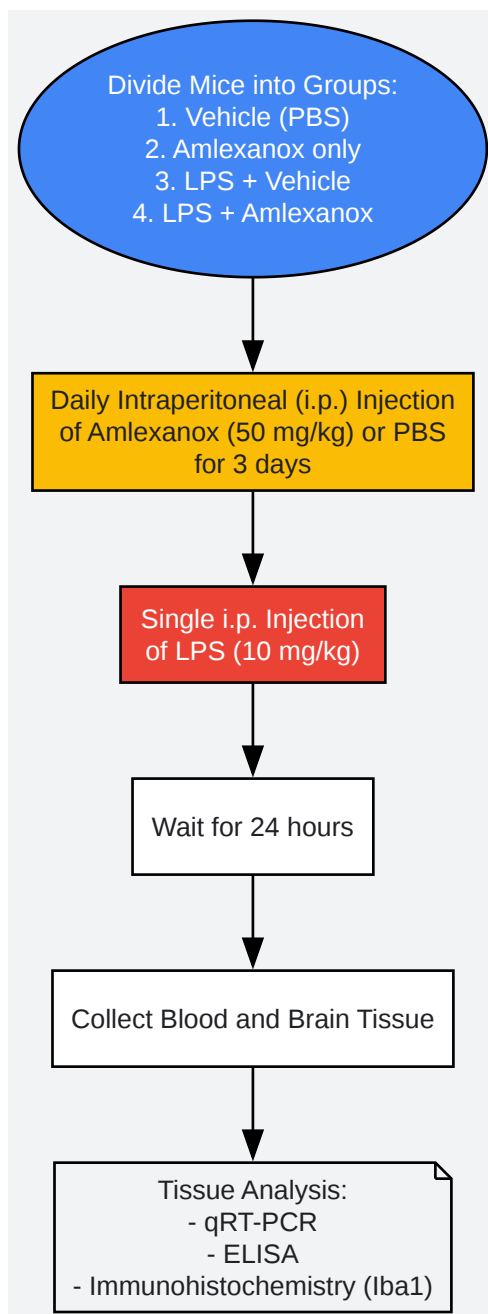 Divide Mice into Groups:
1. Vehicle (PBS)
2. Amlexanox only
3. LPS + Vehicle
4. LPS + Amlexanox
Daily Intraperitoneal (i.p.) Injection
of Amlexanox (50 mg/kg) or PBS
for 3 days
Single i.p. Injection
of LPS (10 mg/kg)
Wait for 24 hours
Collect Blood and Brain Tissue
Tissue Analysis:
- qRT-PCR
- ELISA
- Immunohistochemistry (Iba1)